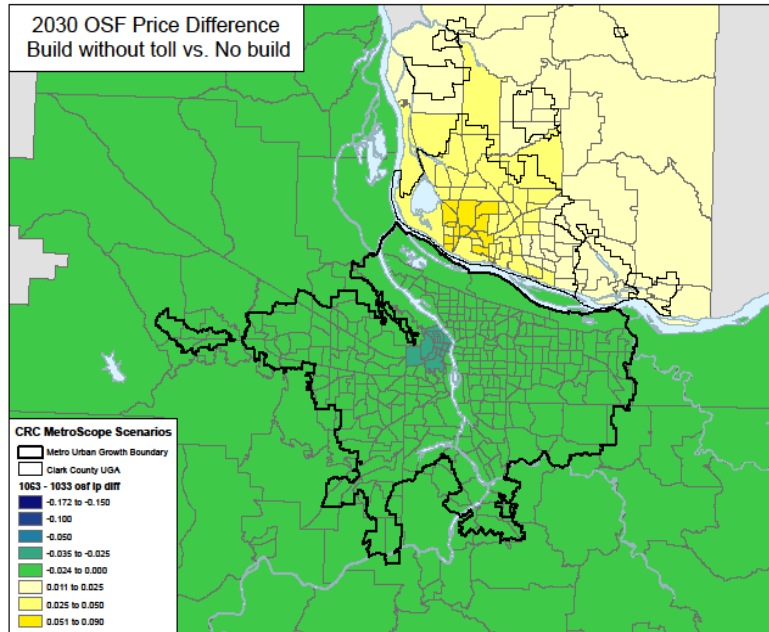 2030 OSF Price Difference
Build without toll vs. No build
CRC MetroScope Scenarios
Metro Urban Growth Boundary
Clark County UGA
1063 - 1033 osf lp diff
-0.172 to -0.150
-0.100
-0.050
-0.035 to -0.025
-0.024 to 0.000
0.011 to 0.025
0.025 to 0.050
0.051 to 0.090